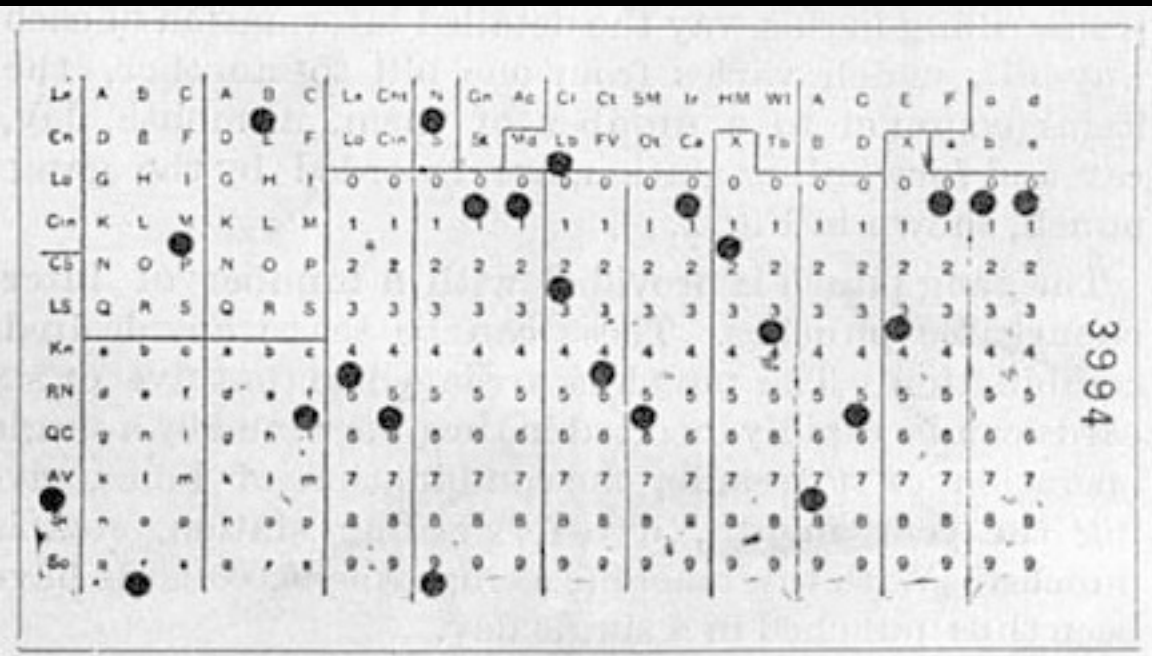 La A B C A B C La Cht N Gn Ac Ci Ct SM Ir HM WI A C E F a d
Cn D E F D E F Lo Cin S Sk Md Lb FV Ot Ca X Tb B D X a b e
Lu G H I G H I 0 0 0 0 0 0 0 0 0 0 0 0 0 0 0 0 0
Cin K L M K L M 1 1 1 1 1 1 1 1 1 1 1 1 1 1 1 1
CS N O P N O P 2 2 2 2 2 2 2 2 2 2 2 2 2 2 2 2 2
LS Q R S Q R S 3 3 3 3 3 3 3 3 3 3 3 3 3 3 3 3 3
Kn a b c a b c 4 4 4 4 4 4 4 4 4 4 4 4 4 4 4 4 4
RN d e f d e f 5 5 5 5 5 5 5 5 5 5 5 5 5 5 5 5 5
QC g h i g h 6 6 6 6 6 6 6 6 6 6 6 6 6 6 6 6 6
AV k l m k l m 7 7 7 7 7 7 7 7 7 7 7 7 7 7 7 7 7
n o p n o p 8 8 8 8 8 8 8 8 8 8 8 8 8 8 8 8 8
q r s q r s 9 9 9 9 9 9 9 9 9 9 9 9 9 9 9 9 9
3994